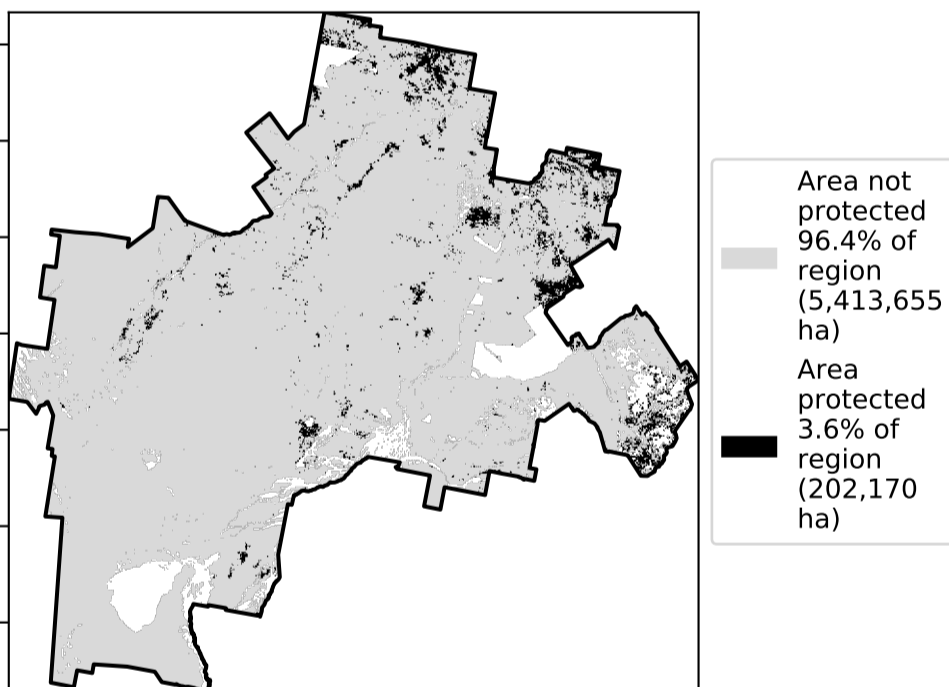 Area not
protected
96.4% of
region
(5,413,655
ha)
Area
protected
3.6% of
region
(202,170
ha)